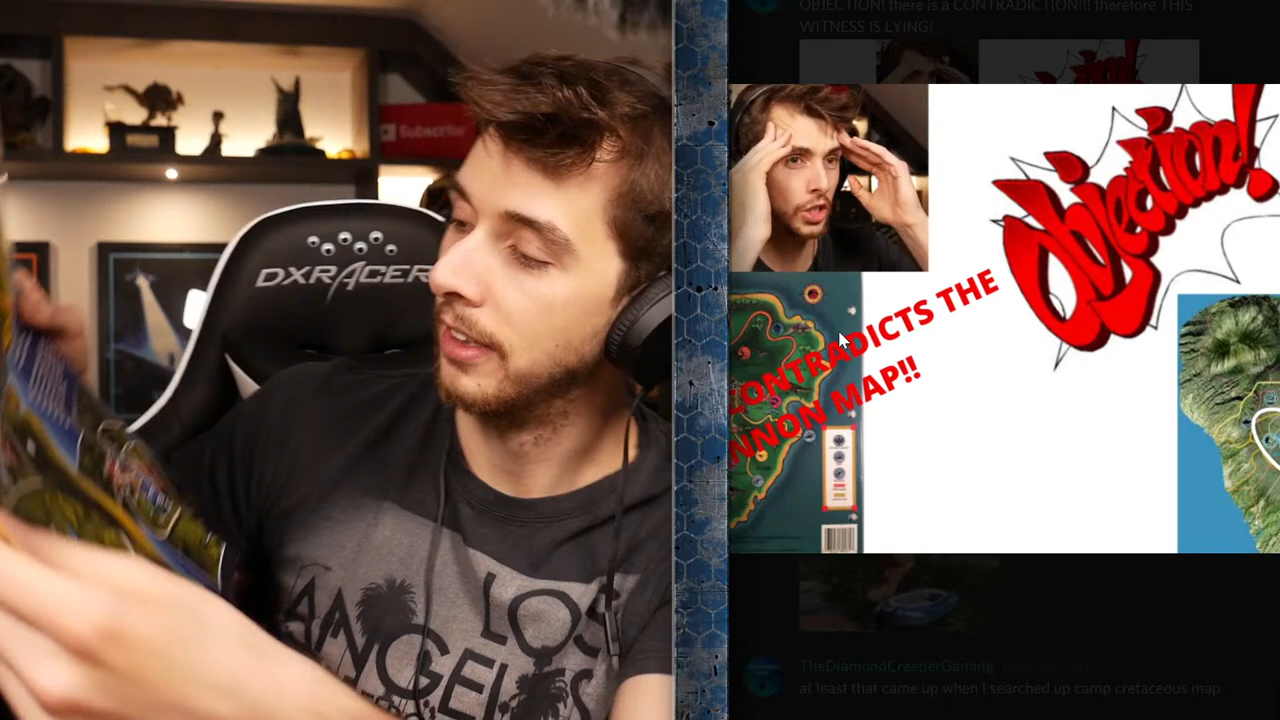 OBJECTION! there is a CONTRADICTION!!! therefore THIS
WITNESS IS LYING!
Subscribe
DXRACER
Objection!
CONTRADICTS THE
NNON MAP!!
LOS
ANGELES
TheDiamondCreeperGaming
at least that came up when I searched up camp cretaceous map